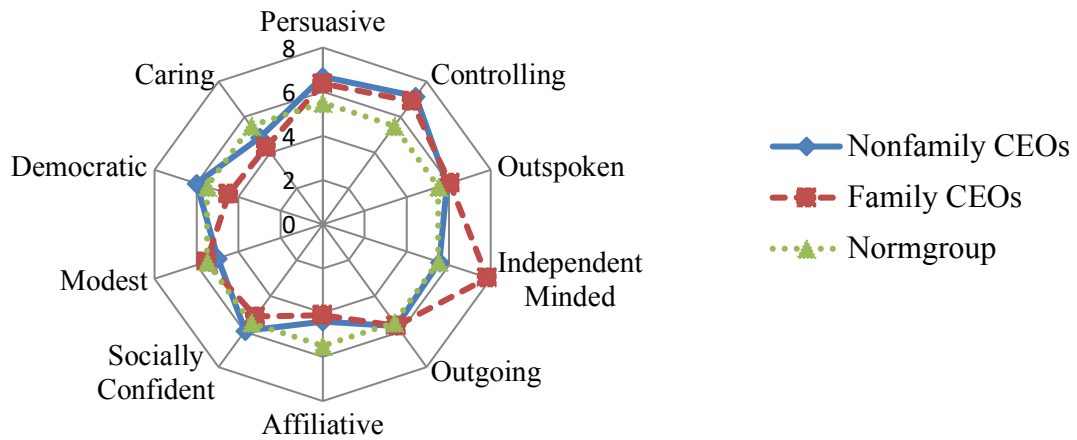 Persuasive
8
Caring
Controlling
6
4
Democratic
Outspoken
2
0
Nonfamily CEOs
Family CEOs
Normgroup
Modest
Independent
Minded
Socially
Confident
Outgoing
Affiliative